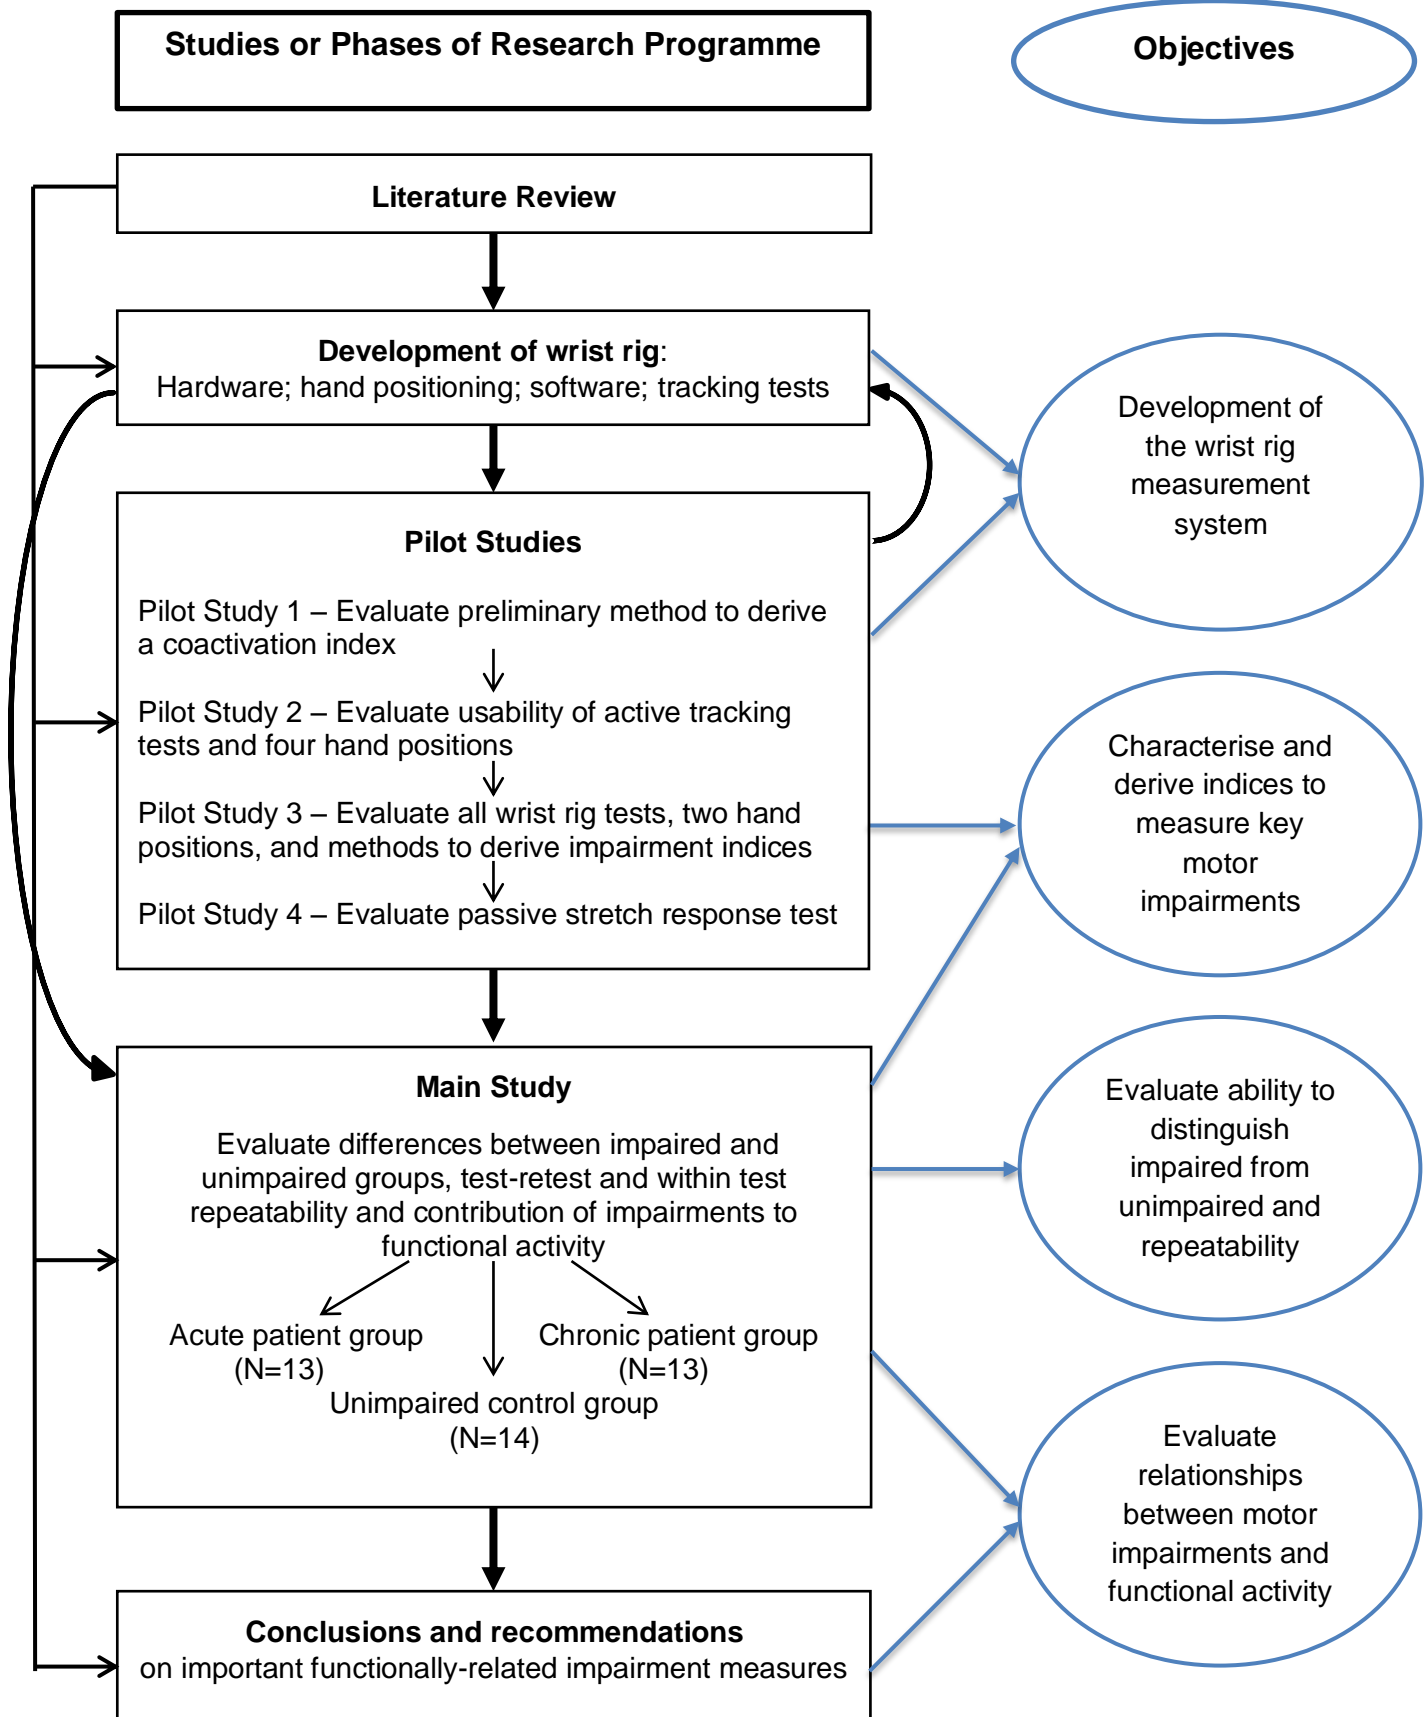 Studies or Phases of Research Programme
Objectives
Literature Review
Development of wrist rig:
Hardware; hand positioning; software; tracking tests
Development of
the wrist rig
measurement
system
Pilot Studies
Pilot Study 1 – Evaluate preliminary method to derive
a coactivation index
Pilot Study 2 – Evaluate usability of active tracking
tests and four hand positions
Pilot Study 3 – Evaluate all wrist rig tests, two hand
positions, and methods to derive impairment indices
Pilot Study 4 – Evaluate passive stretch response test
Characterise and
derive indices to
measure key
motor
impairments
Main Study
Evaluate differences between impaired and
unimpaired groups, test-retest and within test
repeatability and contribution of impairments to
functional activity
Acute patient group
(N=13)
Chronic patient group
(N=13)
Unimpaired control group
(N=14)
Evaluate ability to
distinguish
impaired from
unimpaired and
repeatability
Evaluate
relationships
between motor
impairments and
functional activity
Conclusions and recommendations
on important functionally-related impairment measures